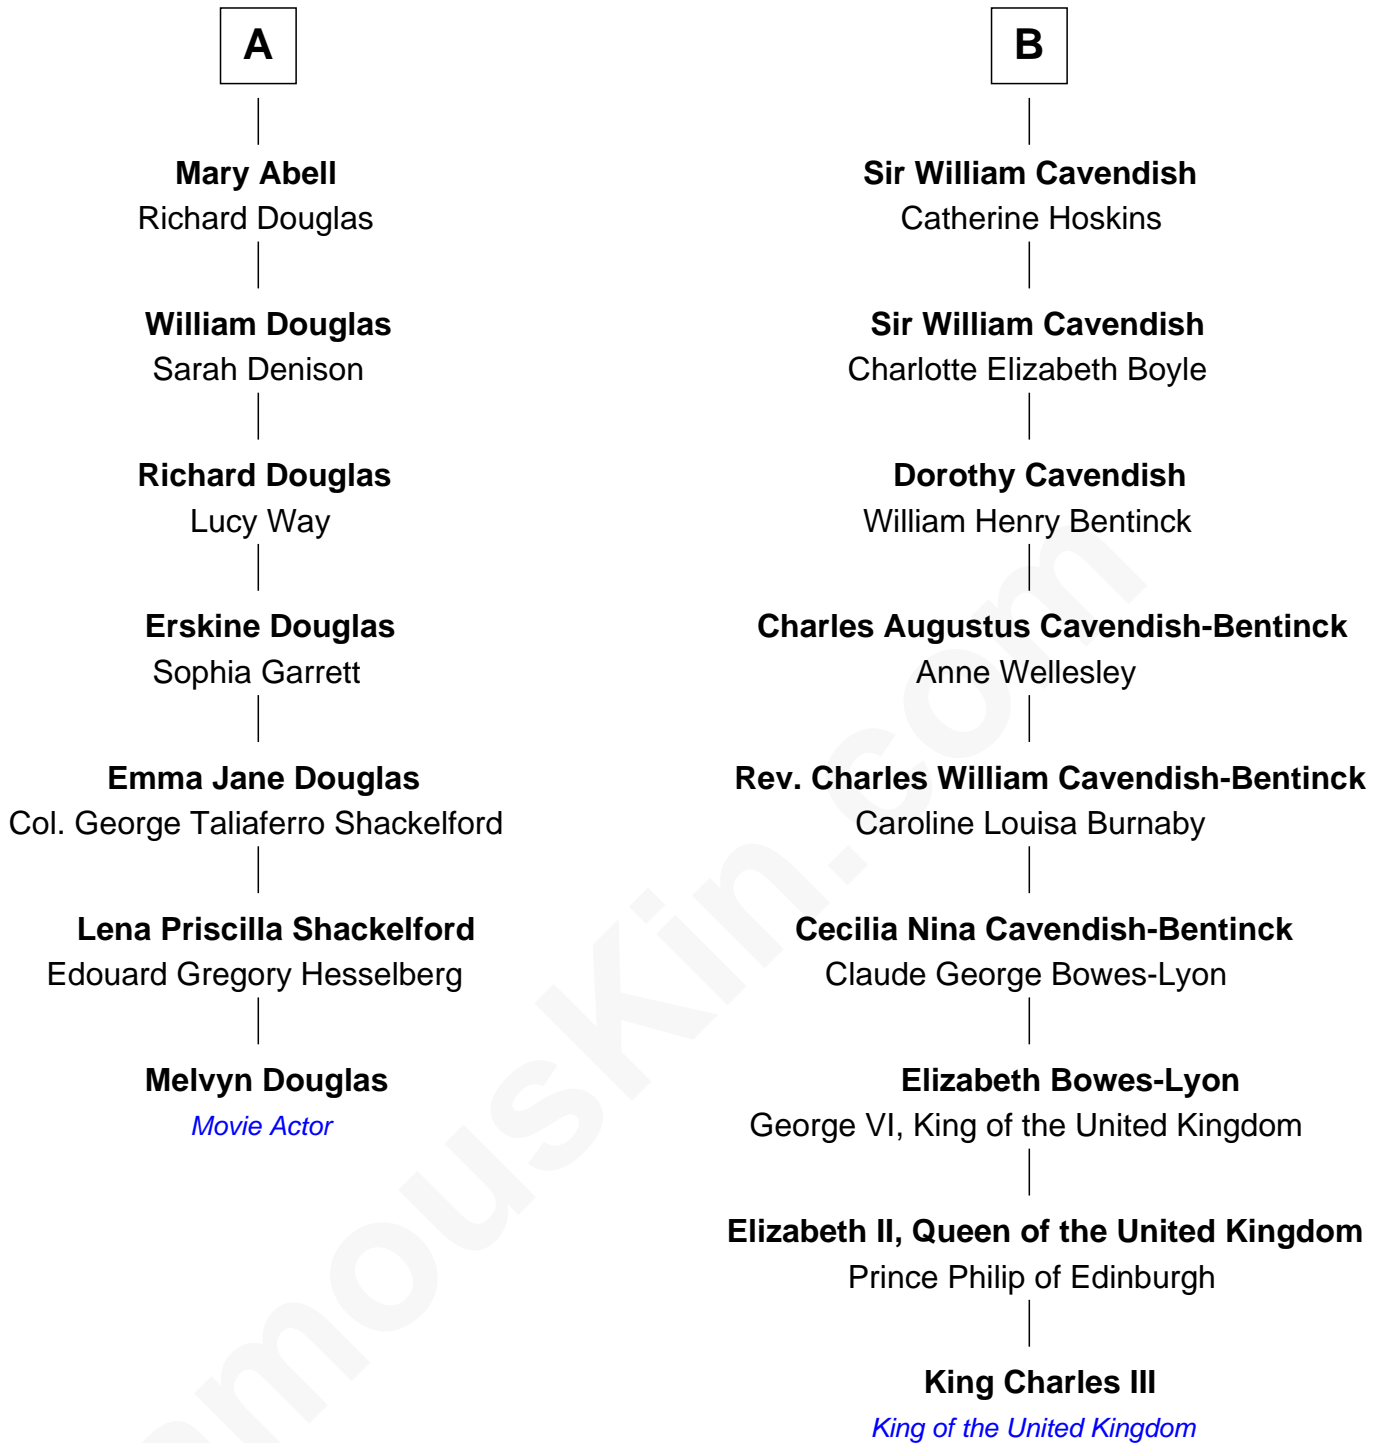 A
Mary Abell
Richard Douglas
William Douglas
Sarah Denison
Richard Douglas
Lucy Way
Erskine Douglas
Sophia Garrett
Emma Jane Douglas
Col. George Taliaferro Shackelford
Lena Priscilla Shackelford
Edouard Gregory Hesselberg
Melvyn Douglas
Movie Actor
B
Sir William Cavendish
Catherine Hoskins
Sir William Cavendish
Charlotte Elizabeth Boyle
Dorothy Cavendish
William Henry Bentinck
Charles Augustus Cavendish-Bentinck
Anne Wellesley
Rev. Charles William Cavendish-Bentinck
Caroline Louisa Burnaby
Cecilia Nina Cavendish-Bentinck
Claude George Bowes-Lyon
Elizabeth Bowes-Lyon
George VI, King of the United Kingdom
Elizabeth II, Queen of the United Kingdom
Prince Philip of Edinburgh
King Charles III
King of the United Kingdom
amousKin.com